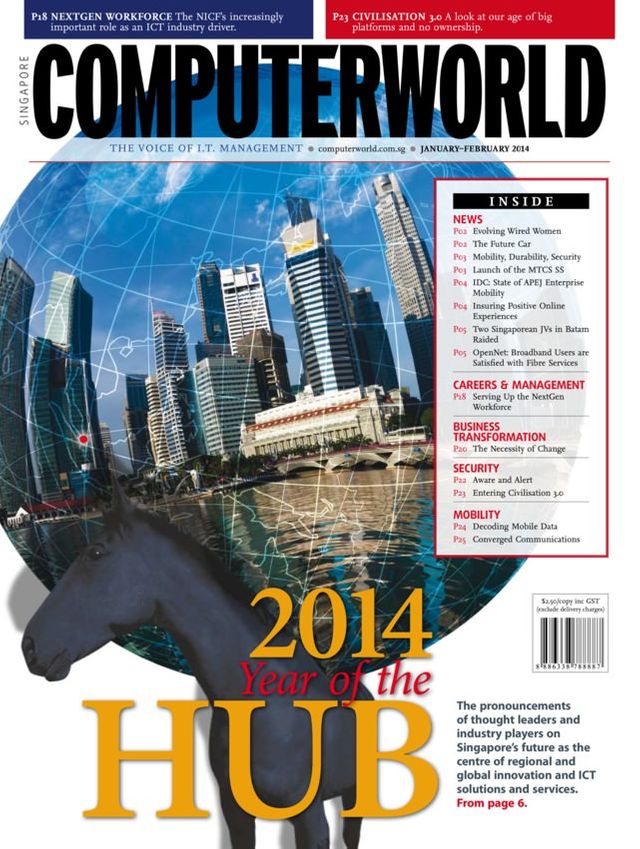 P18 NEXTGEN WORKFORCE The NICF's increasingly
important role as an ICT industry driver.
P23 CIVILISATION 3.0 A look at our age of big
platforms and no ownership.
SINGAPORE
COMPUTERWORLD
THE VOICE OF I.T. MANAGEMENT ● computerworld.com.sg ● JANUARY–FEBRUARY 2014
INSIDE
NEWS
P02 Evolving Wired Women
P02 The Future Car
P03 Mobility, Durability, Security
P03 Launch of the MTCS SS
P04 IDC: State of APEJ Enterprise
Mobility
P04 Insuring Positive Online
Experiences
P05 Two Singaporean JVs in Batam
Raided
P05 OpenNet: Broadband Users are
Satisfied with Fibre Services
CAREERS & MANAGEMENT
P18 Serving Up the NextGen
Workforce
BUSINESS
TRANSFORMATION
P20 The Necessity of Change
SECURITY
P22 Aware and Alert
P23 Entering Civilisation 3.0
MOBILITY
P24 Decoding Mobile Data
P25 Converged Communications
$2.50/copy inc GST
(exclude delivery charges)
8 886338 788887
2014
Year of the
HUB
The pronouncements
of thought leaders and
industry players on
Singapore's future as the
centre of regional and
global innovation and ICT
solutions and services.
From page 6.